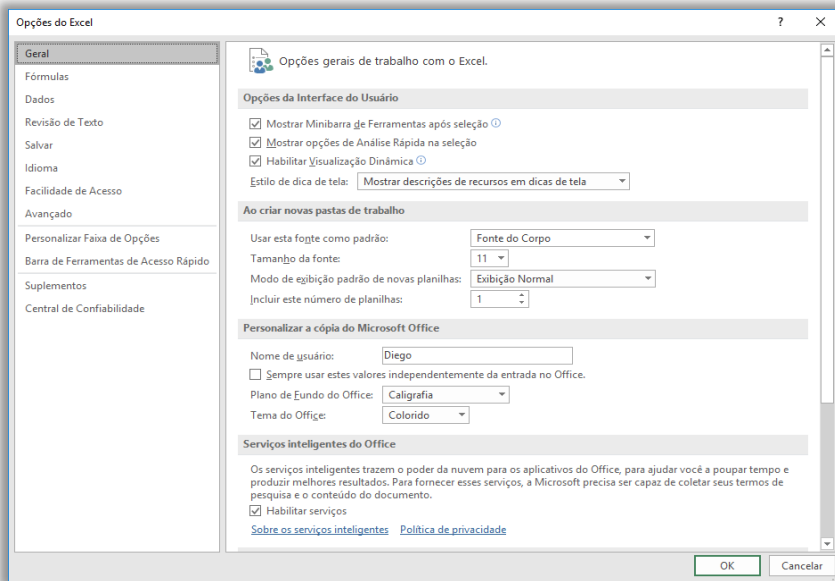 Opções do Excel
Geral
Fórmulas
Dados
Revisão de Texto
Salvar
Idioma
Facilidade de Acesso
Avançado
Personalizar Faixa de Opções
Barra de Ferramentas de Acesso Rápido
Suplementos
Central de Confiabilidade
Opções gerais de trabalho com o Excel.
Opções da Interface do Usuário
Mostrar Minibarra de Ferramentas após seleção
Mostrar opções de Análise Rápida na seleção
Habilitar Visualização Dinâmica
Estilo de dica de tela: Mostrar descrições de recursos em dicas de tela
Ao criar novas pastas de trabalho
Usar esta fonte como padrão: Fonte do Corpo
Tamanho da fonte: 11
Modo de exibição padrão de novas planilhas: Exibição Normal
Incluir este número de planilhas: 1
Personalizar a cópia do Microsoft Office
Nome de usuário: Diego
Sempre usar estes valores independentemente da entrada no Office.
Plano de Fundo do Office: Caligrafia
Tema do Office: Colorido
Serviços inteligentes do Office
Os serviços inteligentes trazem o poder da nuvem para os aplicativos do Office, para ajudar você a poupar tempo e
produzir melhores resultados. Para fornecer esses serviços, a Microsoft precisa ser capaz de coletar seus termos de
pesquisa e o conteúdo do documento.
Habilitar serviços
Sobre os serviços inteligentes Política de privacidade
OK Cancelar